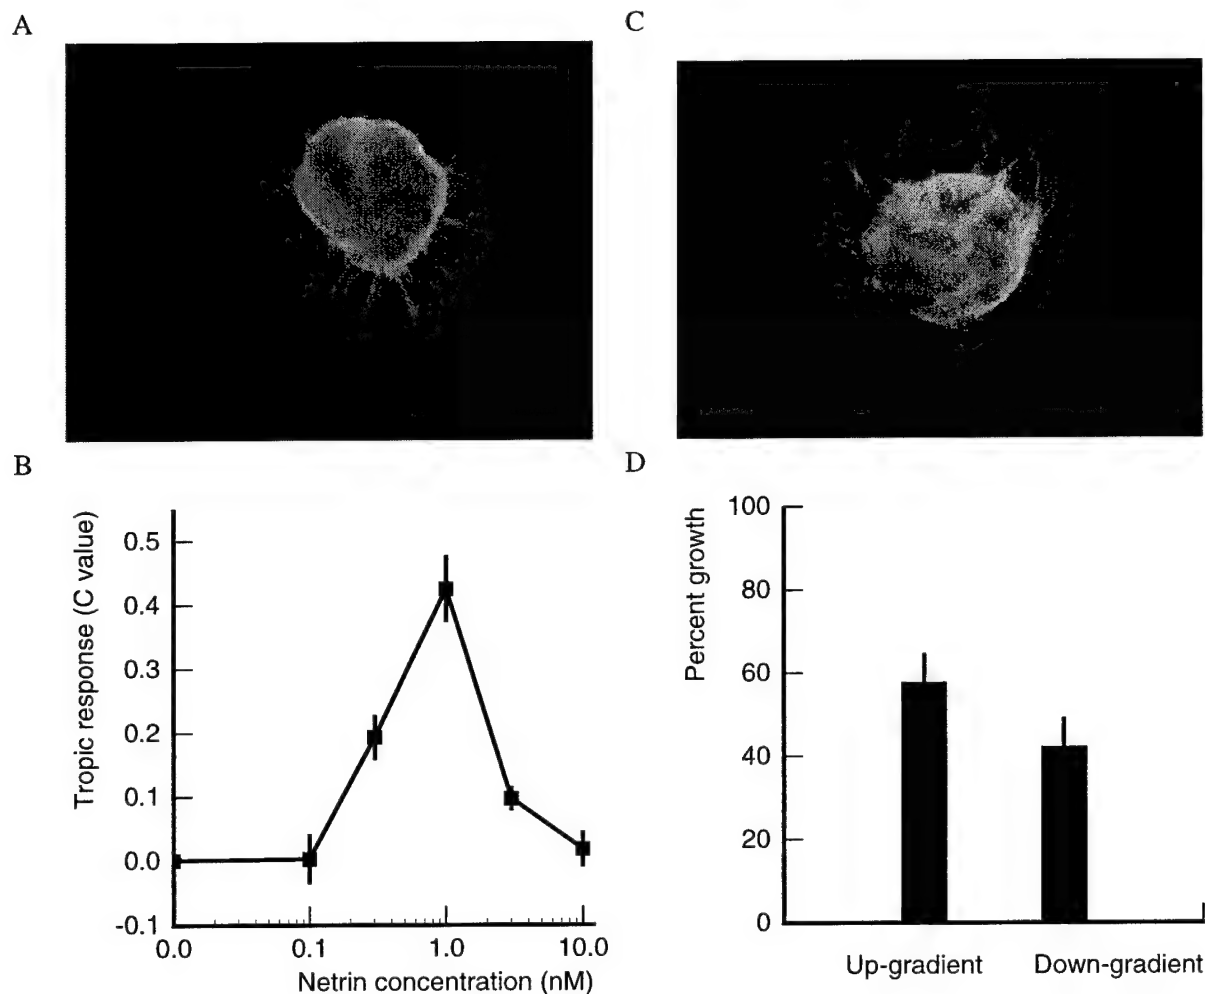 A
C
B
D
Tropic response (C value)
0.5
0.4
0.3
0.2
0.1
0.0
-0.1
0.0 0.1 1.0 10.0
Netrin concentration (nM)
Percent growth
100
80
60
40
20
0
Up-gradient Down-gradient